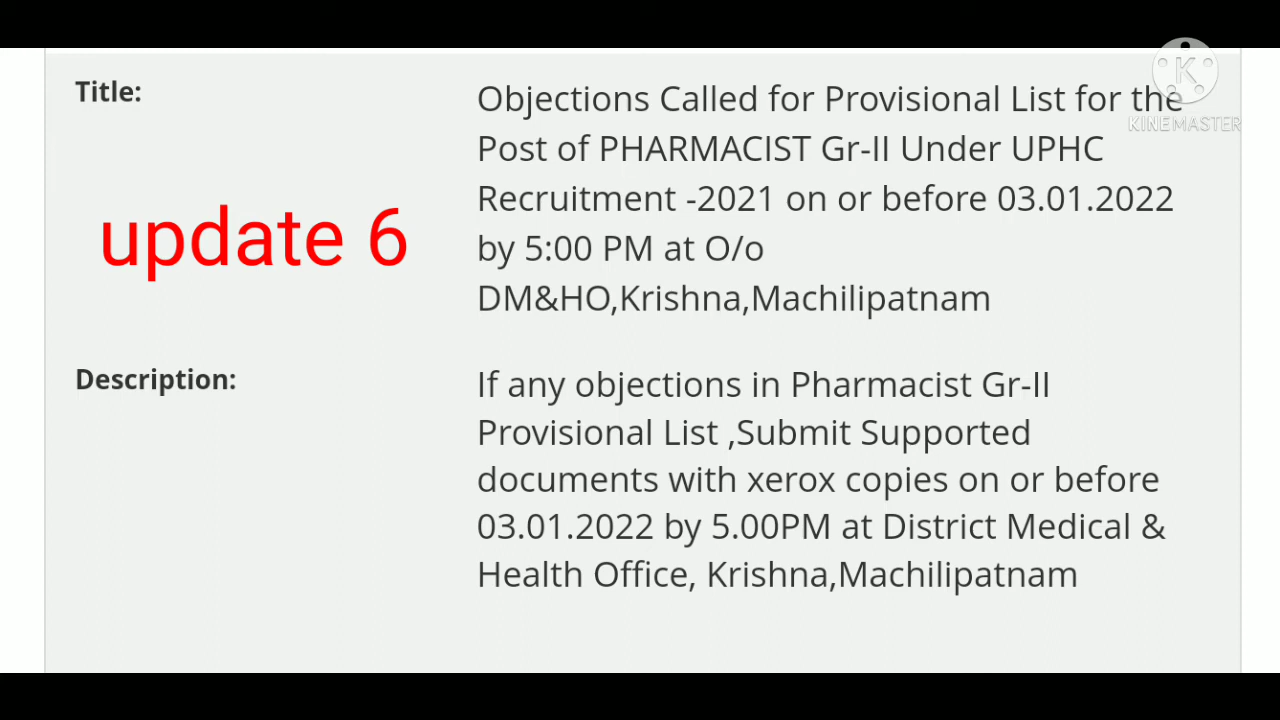 Title:
Objections Called for Provisional List for the
Post of PHARMACIST Gr-II Under UPHC
Recruitment -2021 on or before 03.01.2022
by 5:00 PM at O/o
DM&HO,Krishna,Machilipatnam
update 6
Description:
If any objections in Pharmacist Gr-II
Provisional List ,Submit Supported
documents with xerox copies on or before
03.01.2022 by 5.00PM at District Medical &
Health Office, Krishna,Machilipatnam
K
KINEMASTER